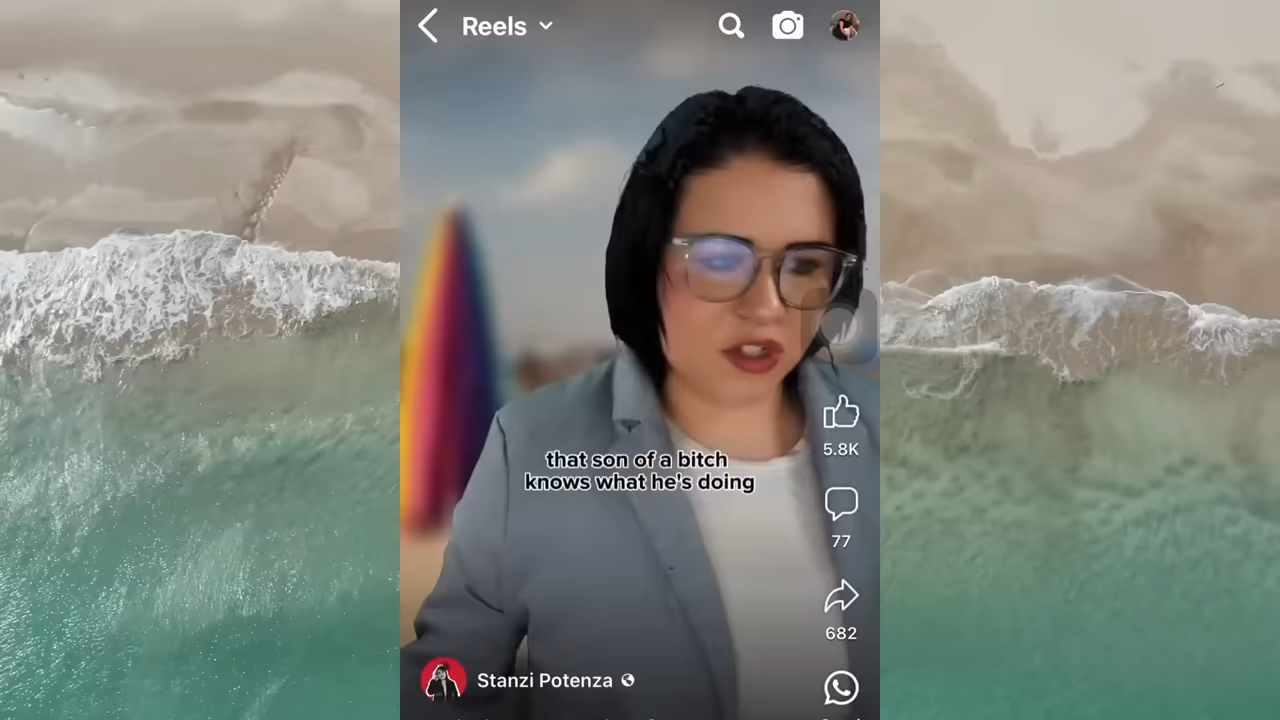 Reels
that son of a bitch
knows what he's doing
5.8K
77
682
Stanzi Potenza